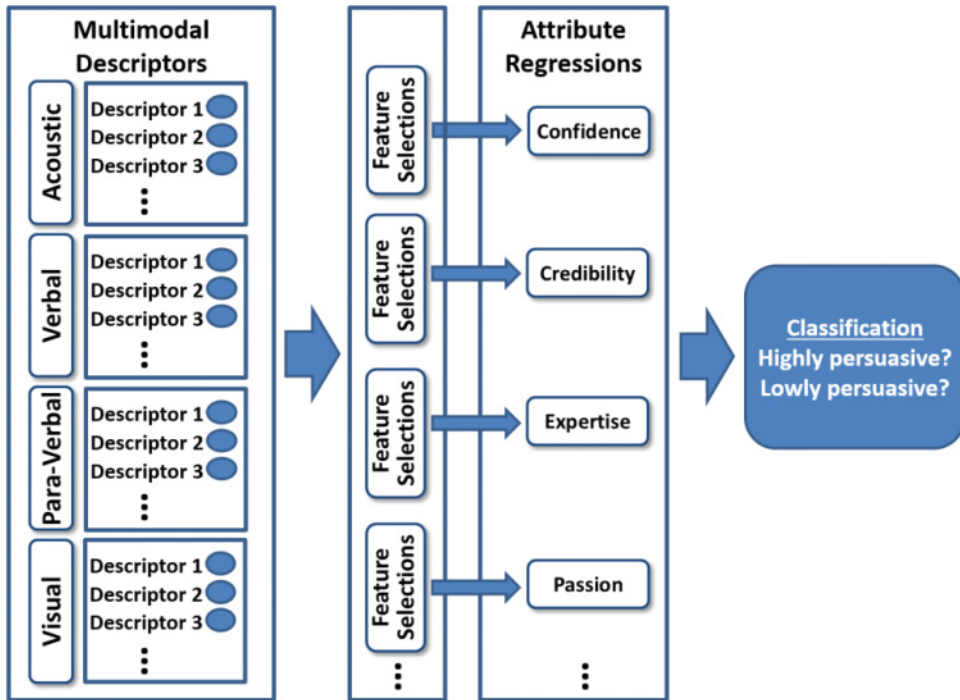 Multimodal
Descriptors
Acoustic
Descriptor 1
Descriptor 2
Descriptor 3
...
Verbal
Descriptor 1
Descriptor 2
Descriptor 3
...
Para-Verbal
Descriptor 1
Descriptor 2
Descriptor 3
...
Visual
Descriptor 1
Descriptor 2
Descriptor 3
...
Feature
Selections
Feature
Selections
Feature
Selections
Feature
Selections
...
Attribute
Regressions
Confidence
Credibility
Expertise
Passion
...
Classification
Highly persuasive?
Lowly persuasive?